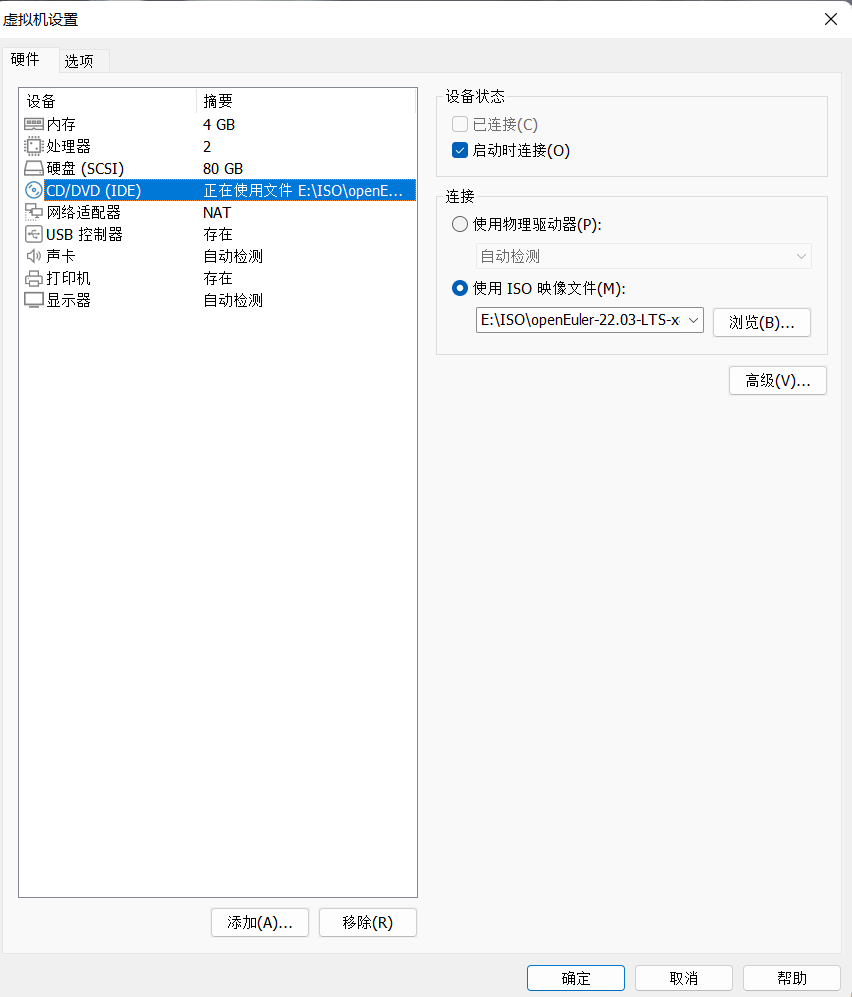 虚拟机设置
硬件 选项
设备 摘要
内存 4 GB
处理器 2
硬盘 (SCSI) 80 GB
CD/DVD (IDE) 正在使用文件 E:\ISO\openE...
网络适配器 NAT
USB 控制器 存在
声卡 自动检测
打印机 存在
显示器 自动检测
添加(A)... 移除(R)
设备状态
已连接(C)
启动时连接(O)
连接
使用物理驱动器(P):
自动检测
使用 ISO 映像文件(M):
E:\ISO\openEuler-22.03-LTS-x 浏览(B)...
高级(V)...
确定 取消 帮助